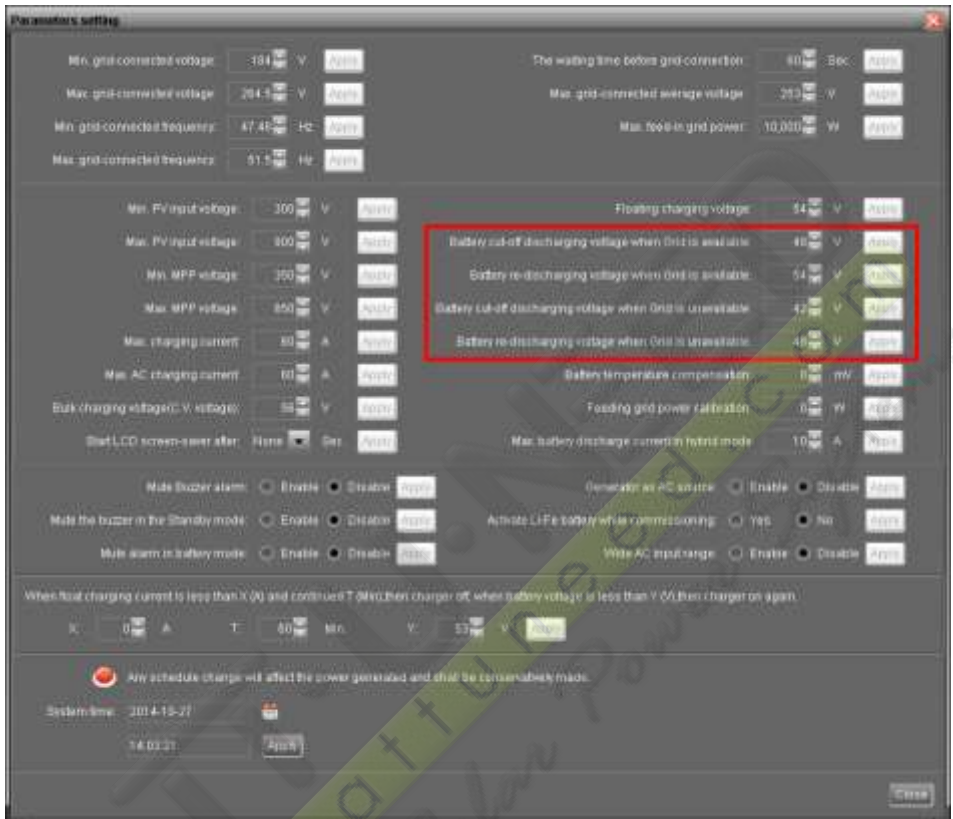 Parameters setting
Min. grid-connected voltage: 184 V Apply
The waiting time before grid-connection: 60 Sec. Apply
Max. grid-connected voltage: 264.5 V Apply
Max. grid-connected average voltage: 253 V Apply
Min. grid-connected frequency: 47.48 Hz Apply
Max. feed-in grid power: 10,000 W Apply
Max. grid-connected frequency: 51.5 Hz Apply
Min. PV input voltage: 300 V Apply
Floating charging voltage: 54 V Apply
Max. PV input voltage: 900 V Apply
Battery cut-off discharging voltage when Grid is available: 48 V Apply
Min. MPP voltage: 350 V Apply
Battery re-discharging voltage when Grid is available: 54 V Apply
Max. MPP voltage: 850 V Apply
Battery cut-off discharging voltage when Grid is unavailable: 42 V Apply
Max. charging current: 60 A Apply
Battery re-discharging voltage when Grid is unavailable: 48 V Apply
Max. AC charging current: 60 A Apply
Battery temperature compensation: 0 mV Apply
Bulk charging voltage(C.V. voltage): 56 V Apply
Feeding grid power calibration: 0 W Apply
Start LCD screen-saver after: None Sec. Apply
Max. battery discharge current in hybrid mode: 10 A Apply
Mute Buzzer alarm: Enable Disable Apply
Generator as AC source: Enable Disable Apply
Mute the buzzer in the Standby mode: Enable Disable Apply
Activate Li-Fe battery while commissioning: Yes No Apply
Mute alarm in battery mode: Enable Disable Apply
Wide AC input range: Enable Disable Apply
When float charging current is less than X (A) and continued T (Min),then charger off, when battery voltage is less than Y (V),then charger on again.
X: 0 A T: 60 Min. Y: 53 V Apply
Any schedule change will affect the power generated and shall be conservatively made.
System time: 2014-10-27
14:03:21 Apply
Close